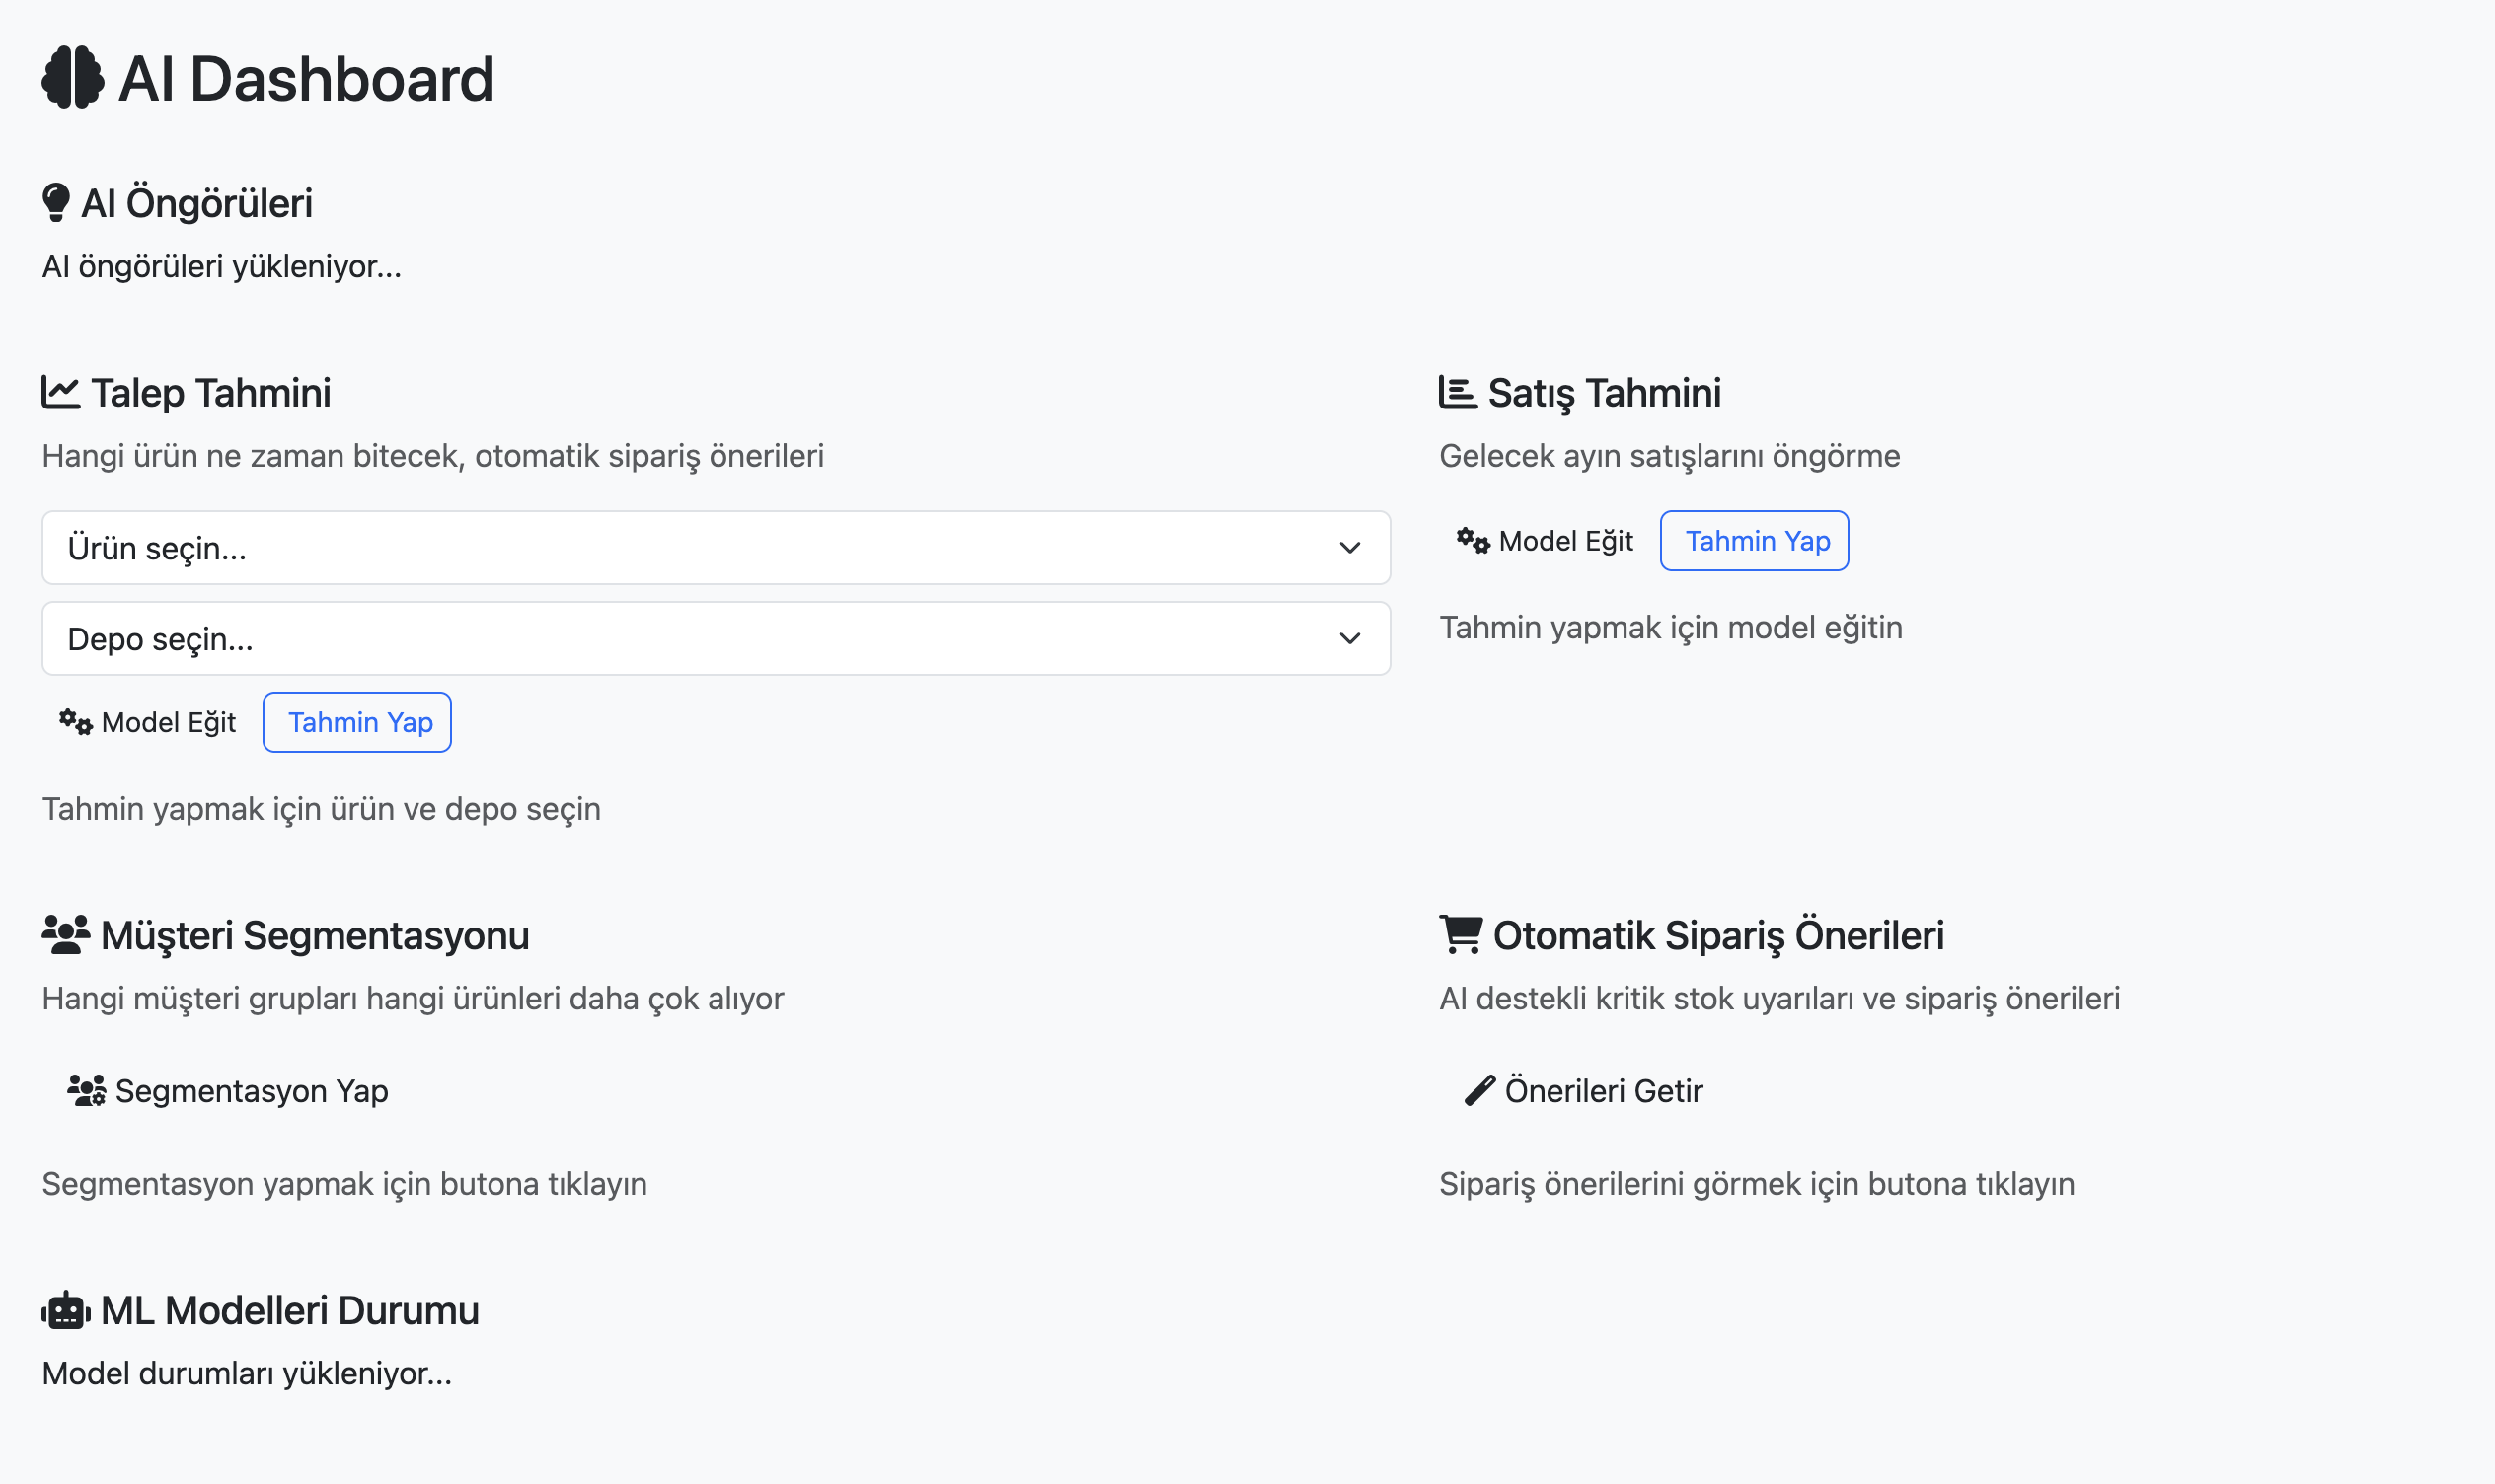 AI Dashboard
AI Öngörüleri
AI öngörüleri yükleniyor...
Talep Tahmini
Hangi ürün ne zaman bitecek, otomatik sipariş önerileri
Ürün seçin...
Depo seçin...
Model Eğit
Tahmin Yap
Tahmin yapmak için ürün ve depo seçin
Satış Tahmini
Gelecek ayın satışlarını öngörme
Model Eğit
Tahmin Yap
Tahmin yapmak için model eğitin
Müşteri Segmentasyonu
Hangi müşteri grupları hangi ürünleri daha çok alıyor
Segmentasyon Yap
Segmentasyon yapmak için butona tıklayın
Otomatik Sipariş Önerileri
AI destekli kritik stok uyarıları ve sipariş önerileri
Önerileri Getir
Sipariş önerilerini görmek için butona tıklayın
ML Modelleri Durumu
Model durumları yükleniyor...